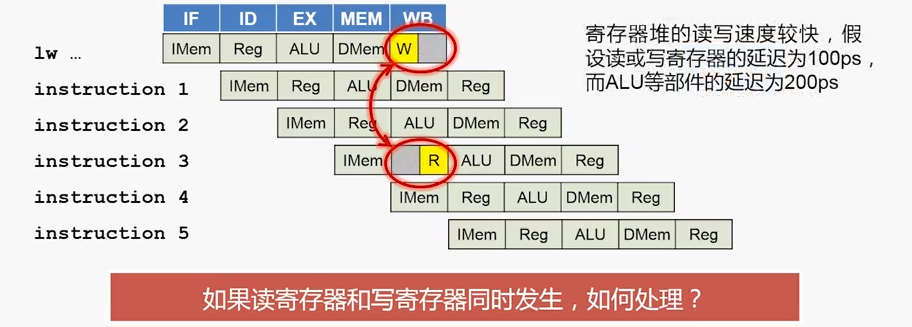 IF ID EX MEM WB
寄存器堆的读写速度较快，假
设读或写寄存器的延迟为100ps，
而ALU等部件的延迟为200ps
lw … IMem Reg ALU DMem W
instruction 1 IMem Reg ALU DMem Reg
instruction 2 IMem Reg ALU DMem Reg
instruction 3 IMem R ALU DMem Reg
instruction 4 IMem Reg ALU DMem Reg
instruction 5 IMem Reg ALU DMem Reg
如果读寄存器和写寄存器同时发生，如何处理？